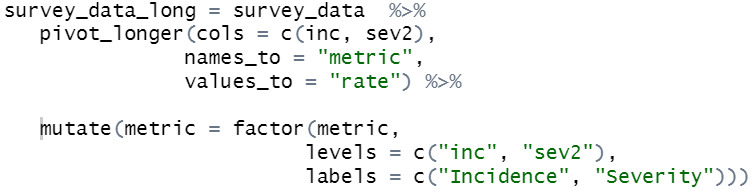 survey_data_long = survey_data  %>%
   pivot_longer(cols = c(inc, sev2),
                names_to = "metric",
                values_to = "rate") %>%

   mutate(metric = factor(metric,
                          levels = c("inc", "sev2"),
                          labels = c("Incidence", "Severity")))